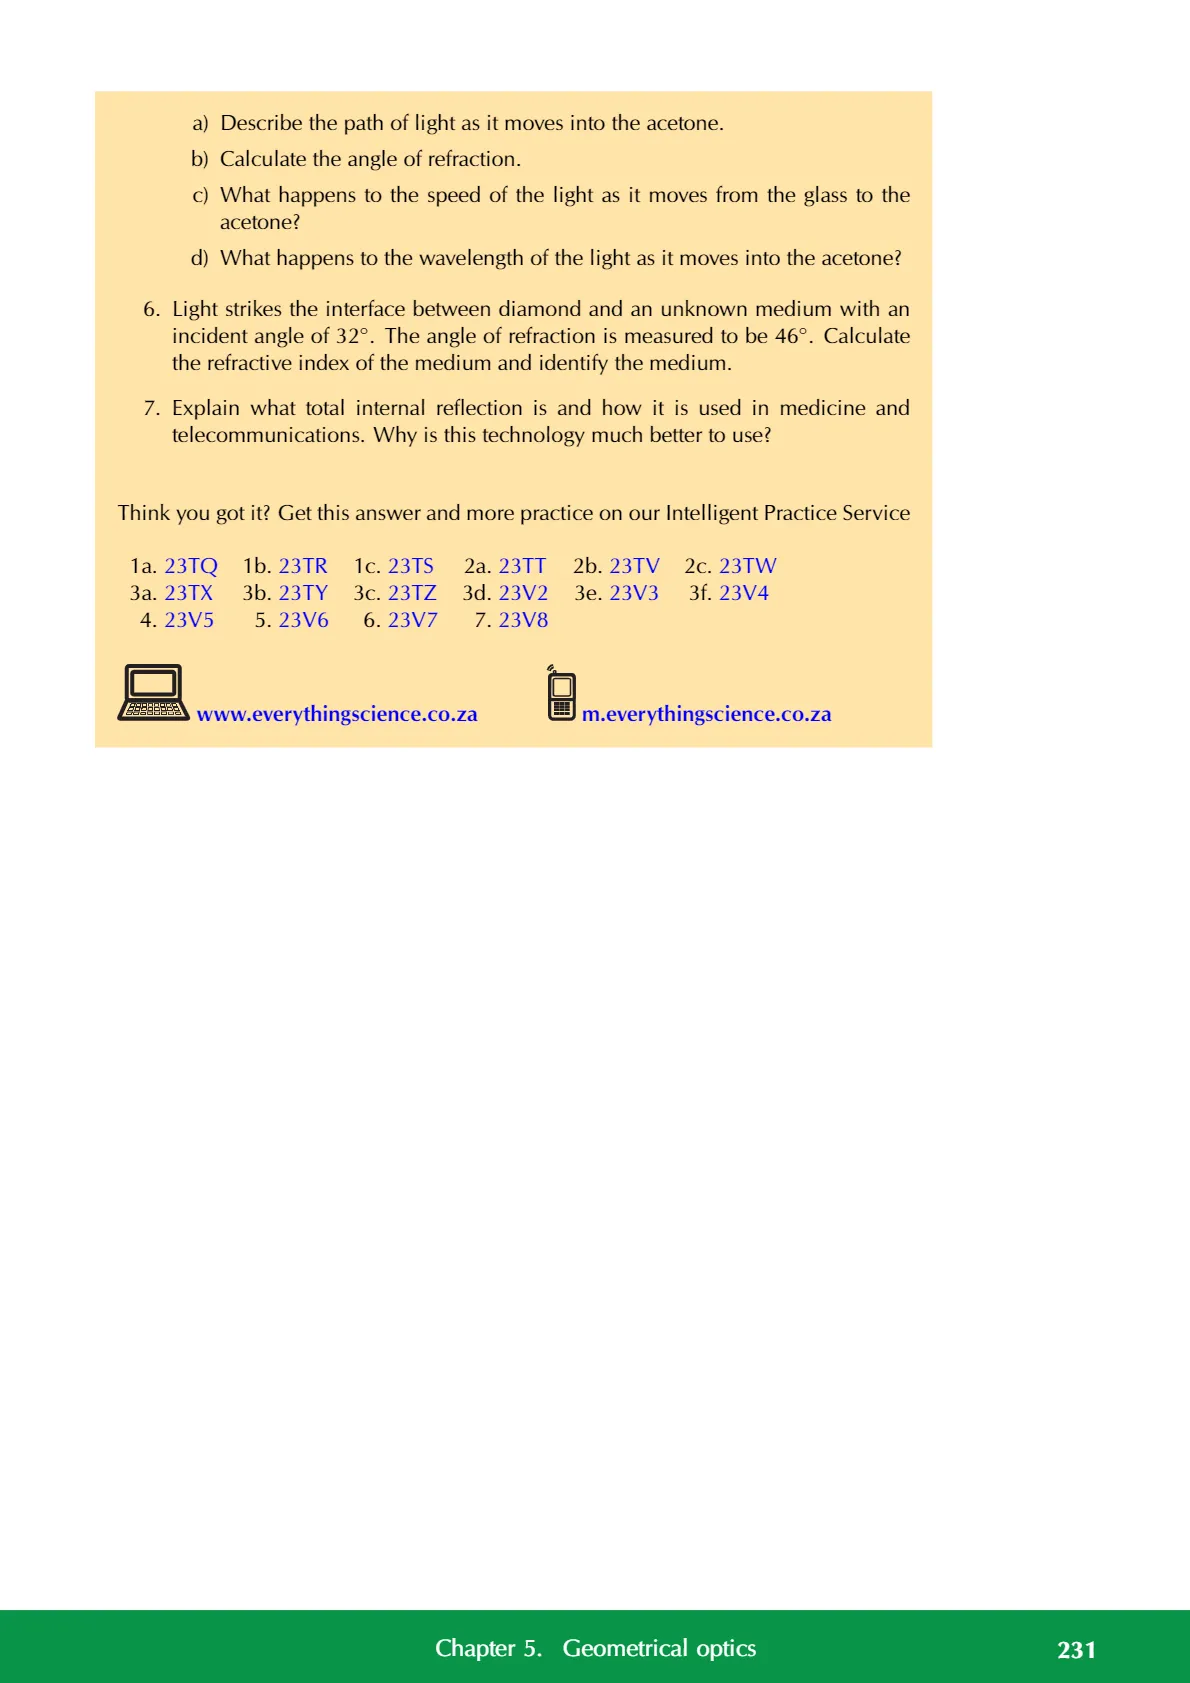 a) Describe the path of light as it moves into the acetone.
b) Calculate the angle of refraction.
c) What happens to the speed of the light as it moves from the glass to the
acetone?
d) What happens to the wavelength of the light as it moves into the acetone?
6. Light strikes the interface between diamond and an unknown medium with an
incident angle of 32°. The angle of refraction is measured to be 46°. Calculate
the refractive index of the medium and identify the medium.
7. Explain what total internal reflection is and how it is used in medicine and
telecommunications. Why is this technology much better to use?
Think you got it? Get this answer and more practice on our Intelligent Practice Service
1a. 23TQ 1b. 23TR 1c. 23TS 2a. 23TT 2b. 23TV 2c. 23TW
3a. 23TX 3b. 23TY 3c. 23TZ 3d. 23V2 3e. 23V3 3f. 23V4
4. 23V5 5. 23V6 6. 23V7 7. 23V8
www.everythingscience.co.za m.everythingscience.co.za
Chapter 5. Geometrical optics 231